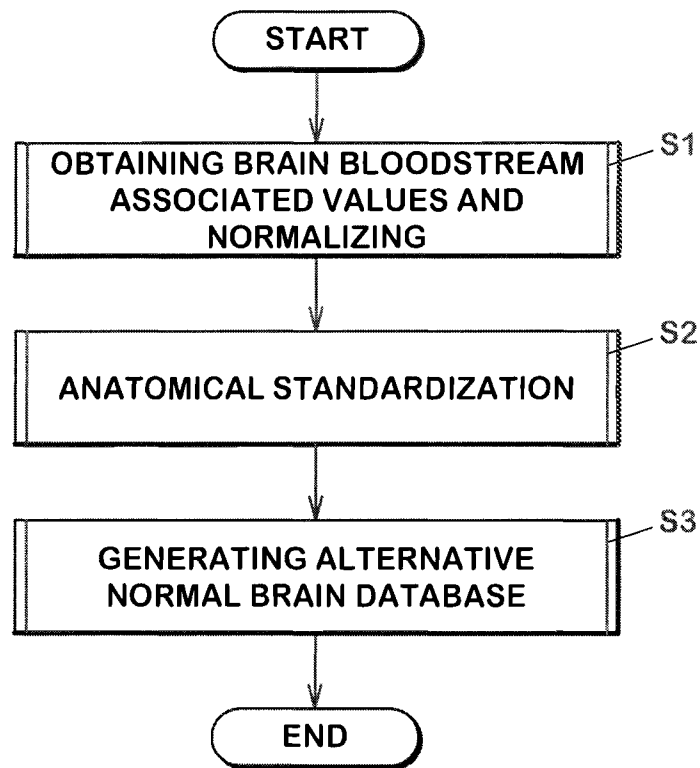 START
S1
OBTAINING BRAIN BLOODSTREAM
ASSOCIATED VALUES AND
NORMALIZING
S2
ANATOMICAL STANDARDIZATION
S3
GENERATING ALTERNATIVE
NORMAL BRAIN DATABASE
END